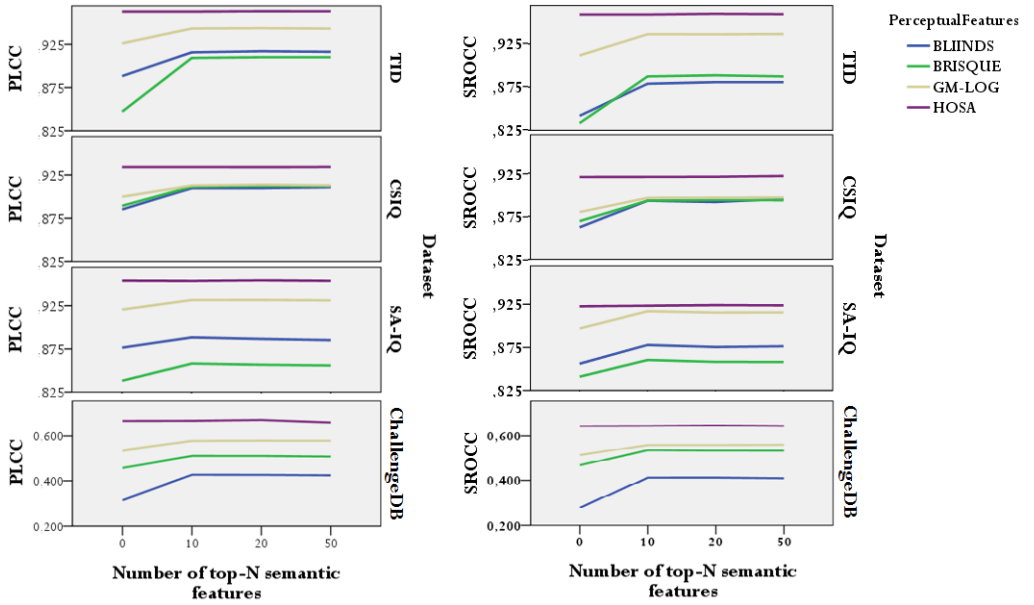 PerceptualFeatures
BLIINDS
BRISQUE
GM-LOG
HOSA
PLCC
,925
,875
,825
TID
PLCC
,925
,875
,825
CSIQ
PLCC
,925
,875
,825
SA-IQ
PLCC
0,600
0,400
0,200
ChallengeDB
Dataset
0
10
20
50
Number of top-N semantic
features
SROCC
,925
,875
,825
TID
SROCC
,925
,875
,825
CSIQ
SROCC
,925
,875
,825
SA-IQ
SROCC
0,600
0,400
0,200
ChallengeDB
Dataset
0
10
20
50
Number of top-N semantic
features